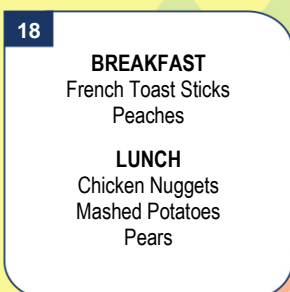 18
BREAKFAST
French Toast Sticks
Peaches
LUNCH
Chicken Nuggets
Mashed Potatoes
Pears